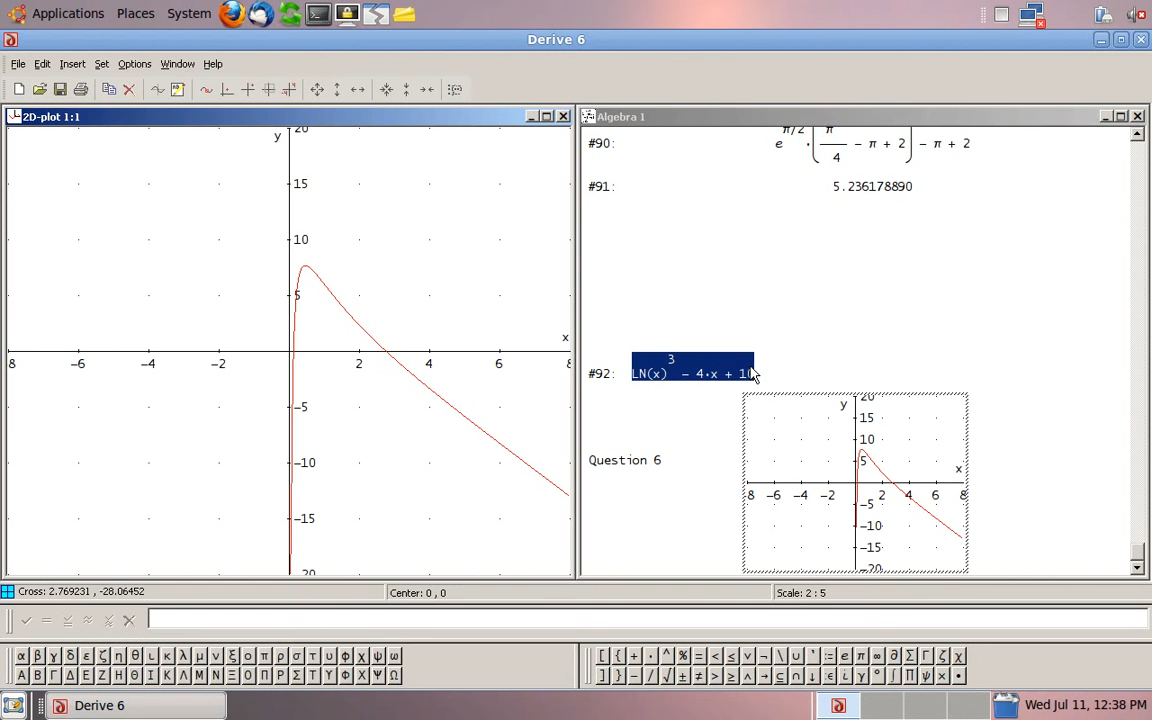 Applications Places System
Derive 6
File Edit Insert Set Options Window Help
2D-plot 1:1
Algebra 1
y
20
15
10
5
x
8 −6 −4 −2 2 4 6 8
−5
−10
−15
20
#90: e^π/2 · ( π/4 − π + 2 ) − π + 2
#91: 5.236178890
3
#92: LN(x) − 4·x + 10
Question 6
y
20
15
10
5
x
8 −6 −4 −2 2 4 6 8
−5
−10
−15
−20
Cross: 2.769231 , -28.06452
Center: 0 , 0
Scale: 2 : 5
α β γ δ ε ζ η θ ι κ λ μ ν ξ ο π ρ σ τ υ φ χ ψ ω
Α Β Γ Δ Ε Ζ Η Θ Ι Κ Λ Μ Ν Ξ Ο Π Ρ Σ Τ Υ Φ Χ Ψ Ω
[ { + · ^ % = < ≤ ∨ ¬ \ ∪ ↑ := e π ∞ ∂ ∑ Γ ζ χ
] } − / √ ± ≠ > ≥ ∧ → ⊆ ∩ ↓ ; ° i γ ° ∫ ∏ ψ × •
Derive 6
Wed Jul 11, 12:38 PM